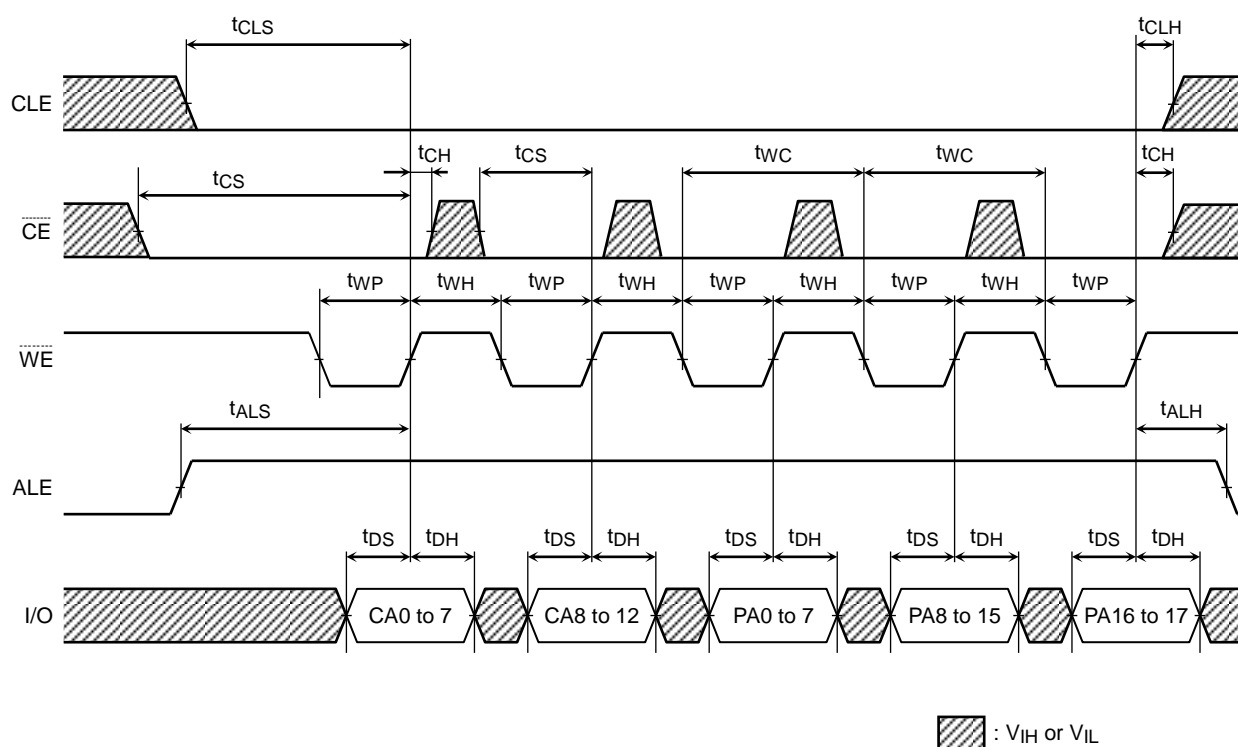 tCLS tCLH
CLE
tCH tCS tWC tWC tCH
tCS
CE
tWP tWH tWP tWH tWP tWH tWP tWH tWP
WE
tALS tALH
ALE
tDS tDH tDS tDH tDS tDH tDS tDH tDS tDH
I/O CA0 to 7 CA8 to 12 PA0 to 7 PA8 to 15 PA16 to 17
: VIH or VIL